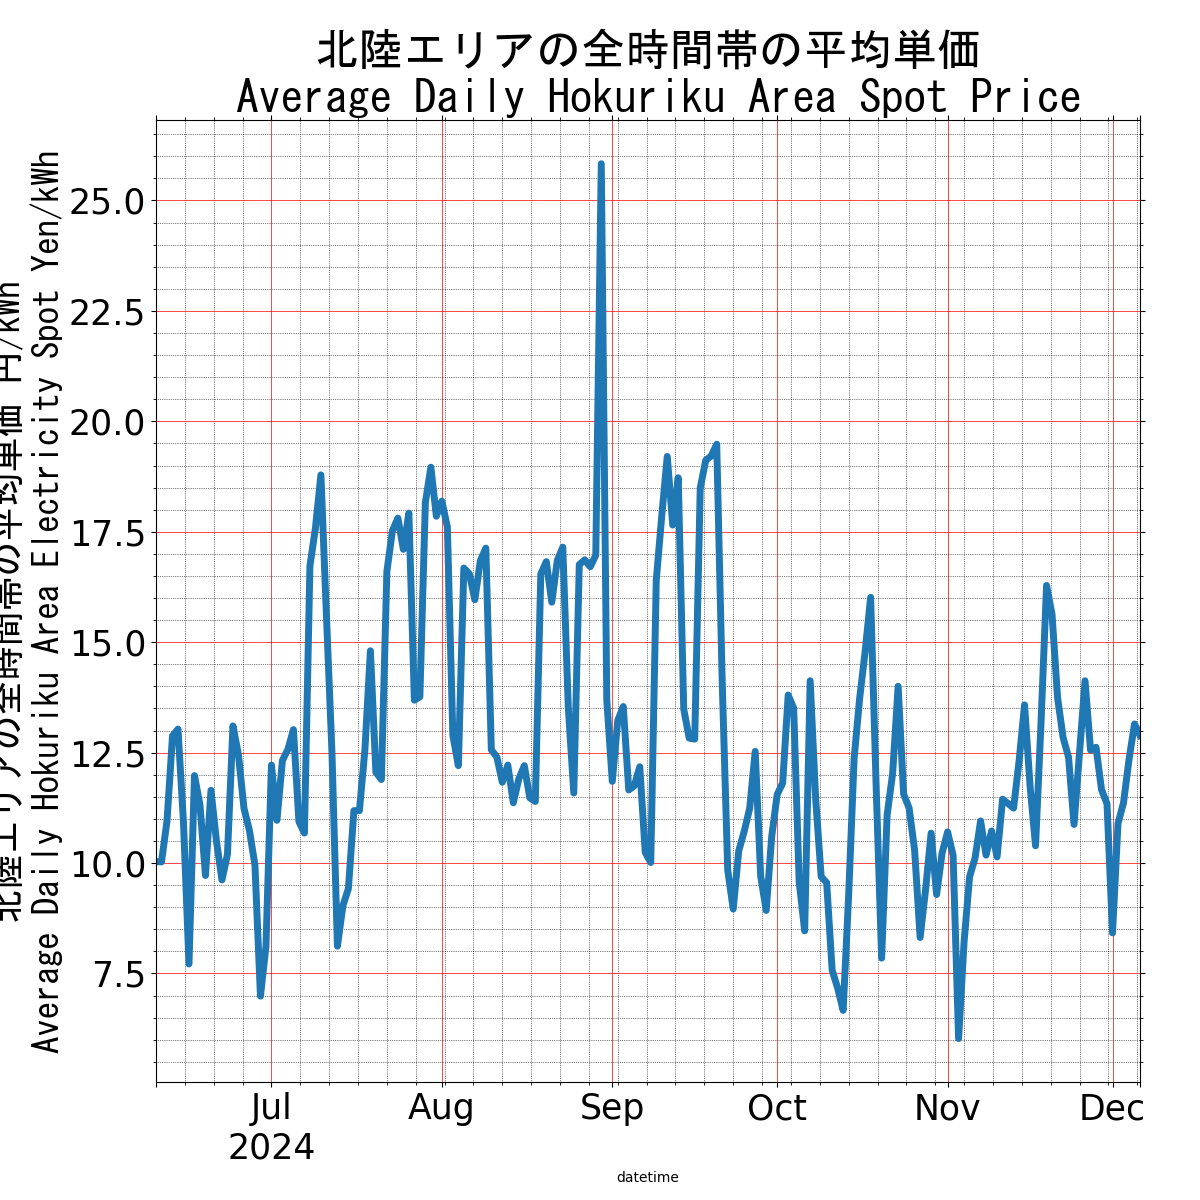 北陸エリアの全時間帯の平均単価
Average Daily Hokuriku Area Spot Price
北陸エリアの全時間帯の平均単価 円/kWh
Average Daily Hokuriku Area Electricity Spot Yen/kWh
25.0
22.5
20.0
17.5
15.0
12.5
10.0
7.5
Jul
2024
Aug
Sep
Oct
Nov
Dec
datetime